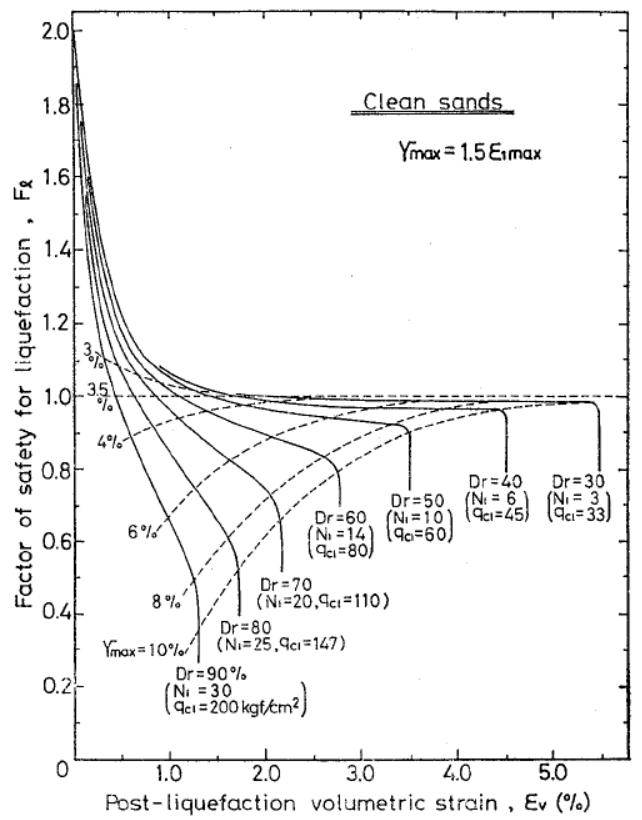 2.0
1.8
1.6
1.4
1.2
1.0
0.8
0.6
0.4
0.2
0
Factor of safety for liquefaction , Fℓ
Clean sands
γmax = 1.5 ε1max
3
%
3.5
%
4%
6%
8%
γmax=10%
Dr=30
(N1=3
qc1=33)
Dr=40
(N1=6
qc1=45)
Dr=50
(N1=10
qc1=60)
Dr=60
(N1=14
qc1=80)
Dr=70
(N1=20, qc1=110)
Dr=80
(N1=25, qc1=147)
Dr=90%
(N1=30
qc1=200 kgf/cm²)
1.0
2.0
3.0
4.0
5.0
Post-liquefaction volumetric strain , εv (%)